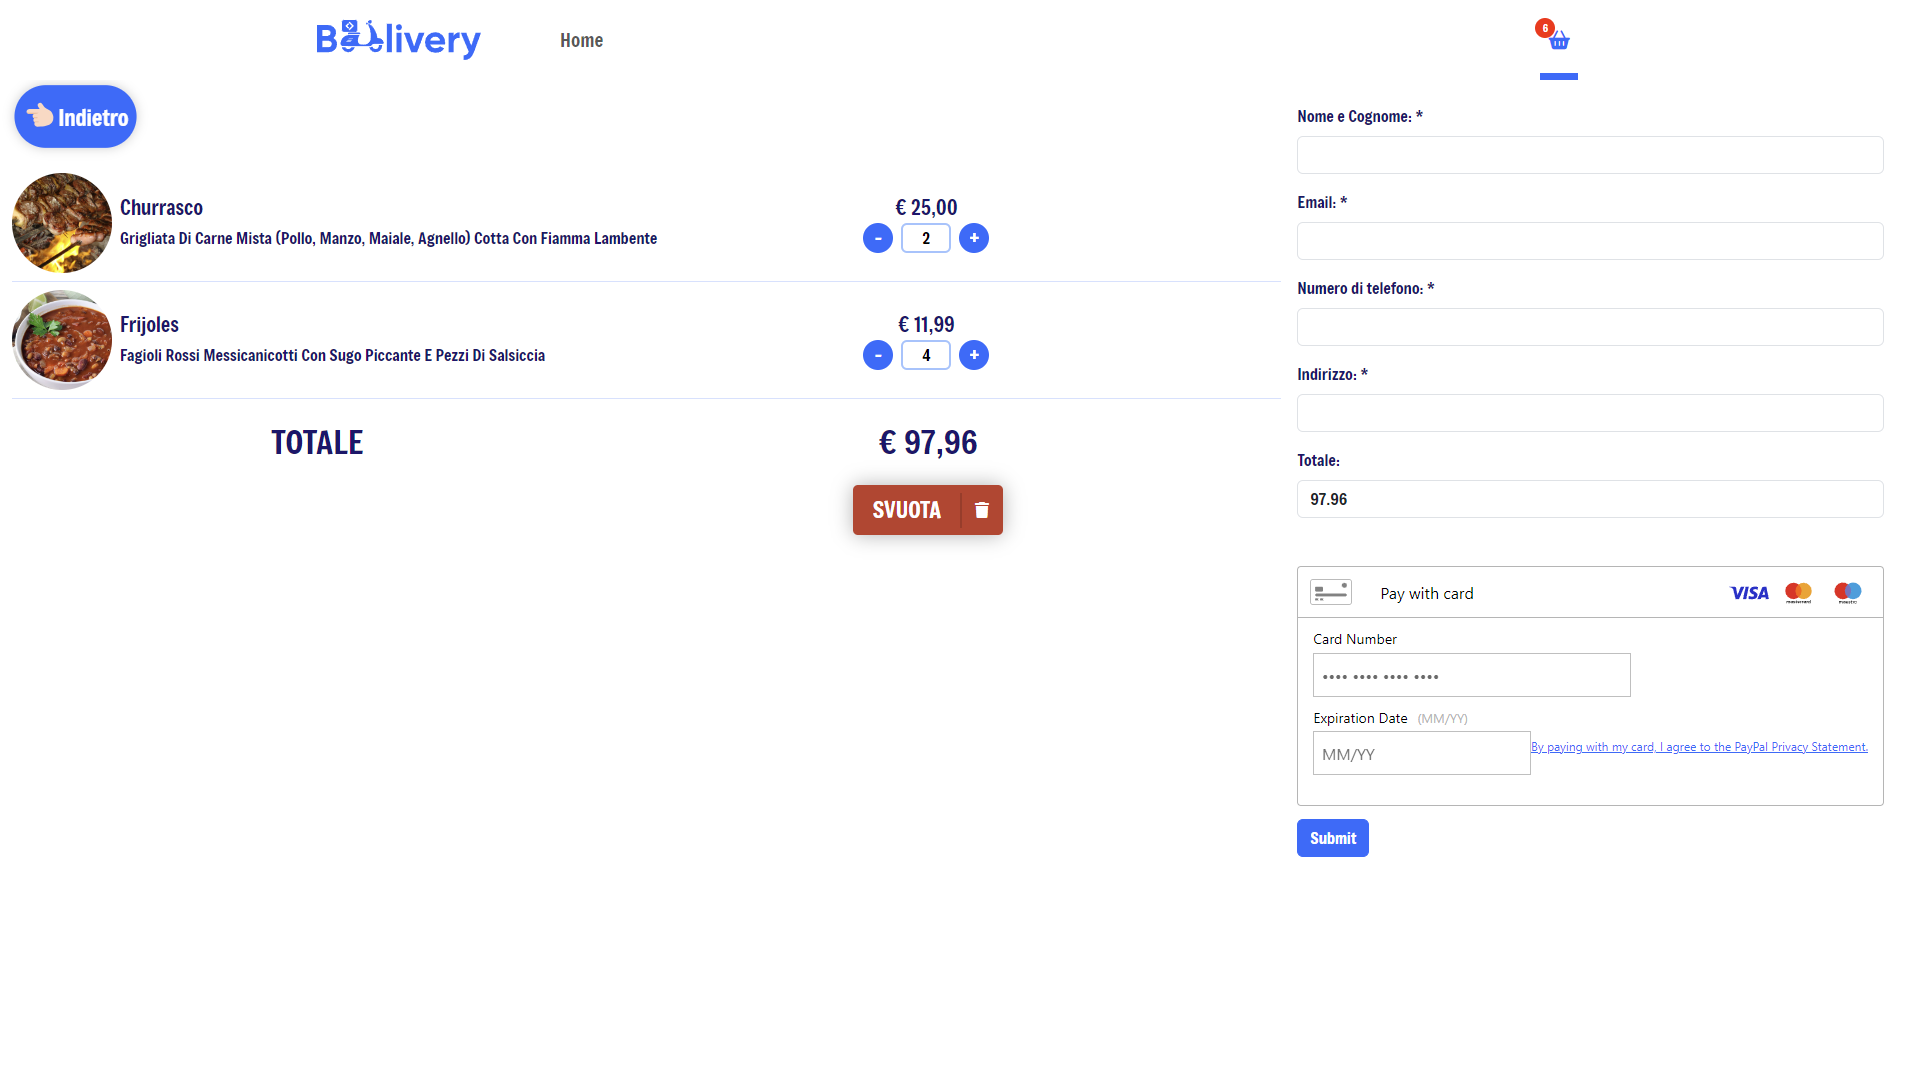 Boolivery
Home
6
Indietro
Churrasco
Grigliata Di Carne Mista (Pollo, Manzo, Maiale, Agnello) Cotta Con Fiamma Lambente
€ 25,00
- 2 +
Frijoles
Fagioli Rossi Messicanicotti Con Sugo Piccante E Pezzi Di Salsiccia
€ 11,99
- 4 +
TOTALE
€ 97,96
SVUOTA
Nome e Cognome: *
Email: *
Numero di telefono: *
Indirizzo: *
Totale:
97.96
Pay with card
VISA
mastercard
maestro
Card Number
•••• •••• •••• ••••
Expiration Date (MM/YY)
MM/YY
By paying with my card, I agree to the PayPal Privacy Statement.
Submit